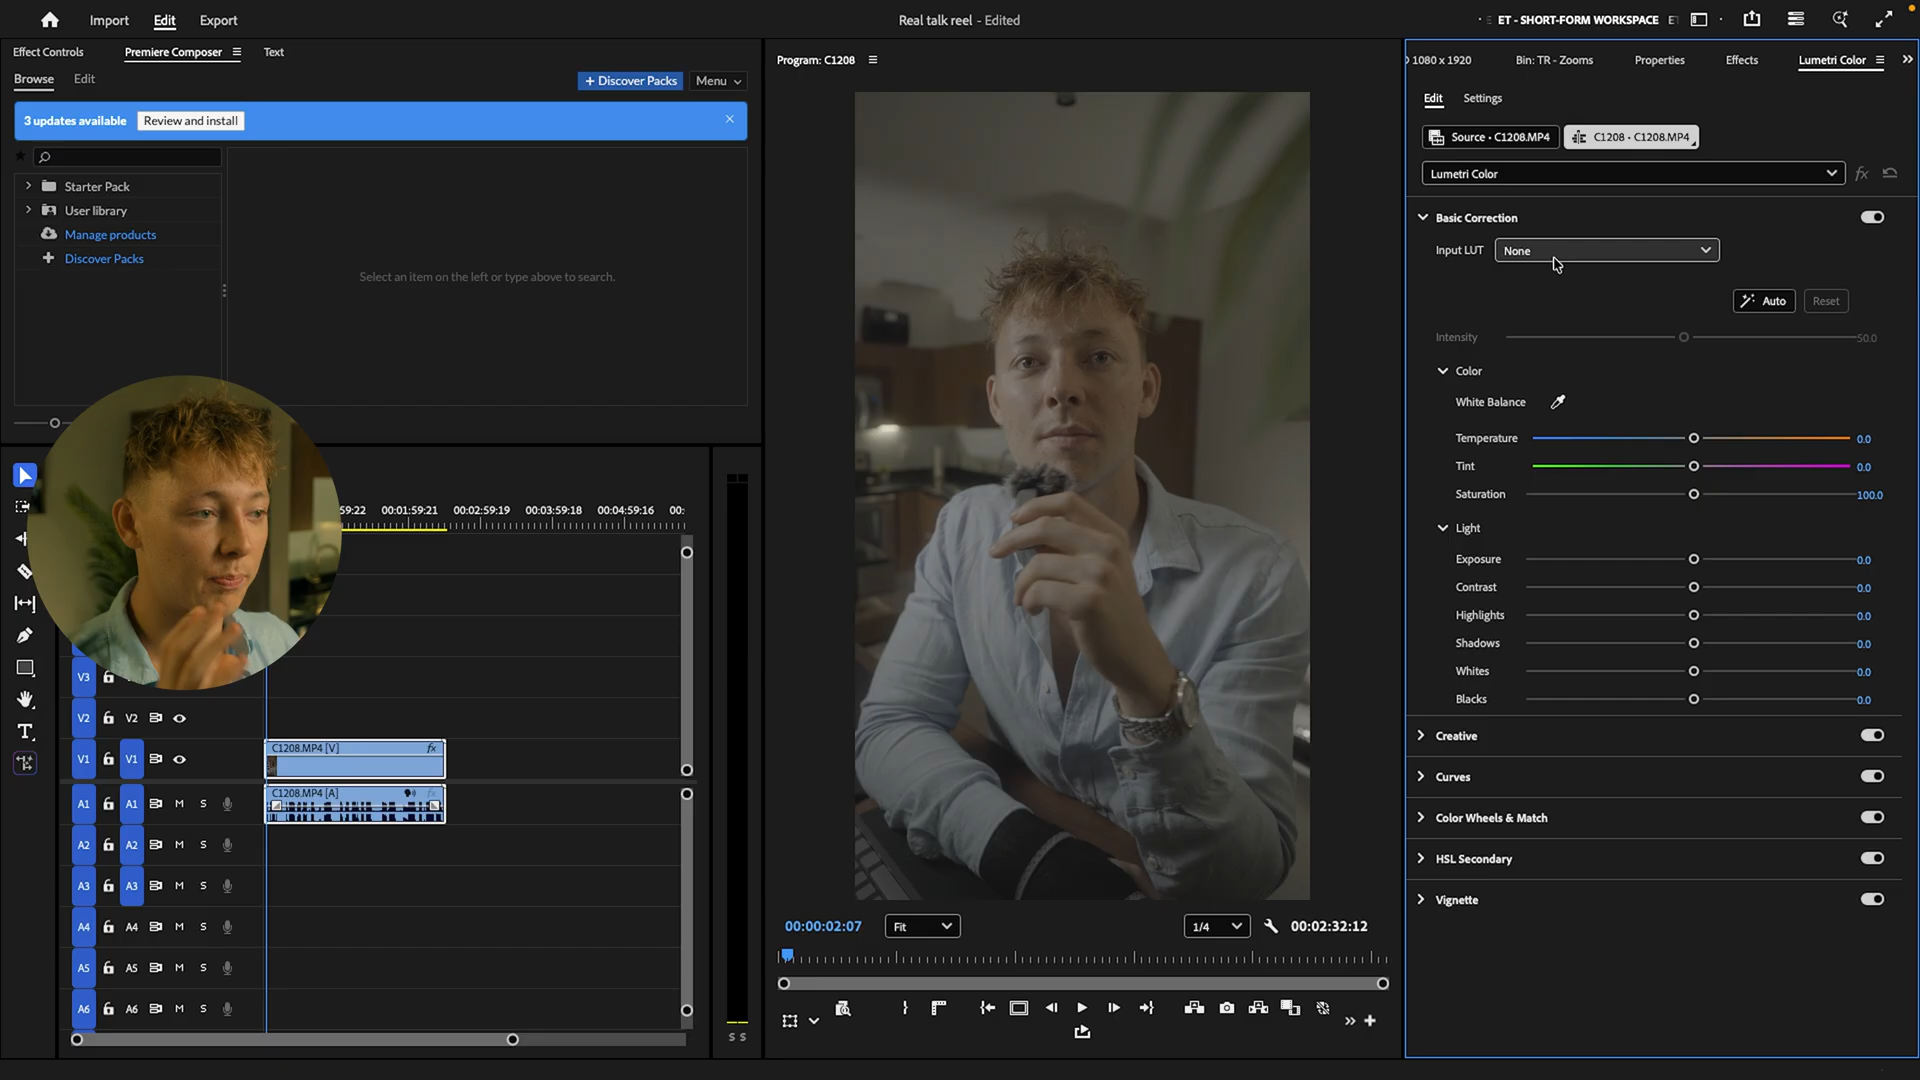 Import Edit Export Real talk reel - Edited ET - SHORT-FORM WORKSPACE
Effect Controls Premiere Composer Text
Browse Edit + Discover Packs Menu
3 updates available Review and install
Starter Pack
User library
Manage products
Discover Packs
Select an item on the left or type above to search.
:59:22 00:01:59:21 00:02:59:19 00:03:59:18 00:04:59:16 00:
V3
V2 V2
V1 V1
C1208.MP4 [V] fx
A1 A1 M S
C1208.MP4 [A] fx
A2 A2 M S
A3 A3 M S
A4 A4 M S
A5 A5 M S
A6 A6 M S
S S
Program: C1208
00:00:02:07 Fit 1/4 00:02:32:12
1080 x 1920 Bin: TR - Zooms Properties Effects Lumetri Color
Edit Settings
Source • C1208.MP4 C1208 • C1208.MP4
Lumetri Color fx
Basic Correction
Input LUT None
Auto Reset
Intensity 50.0
Color
White Balance
Temperature 0.0
Tint 0.0
Saturation 100.0
Light
Exposure 0.0
Contrast 0.0
Highlights 0.0
Shadows 0.0
Whites 0.0
Blacks 0.0
Creative
Curves
Color Wheels & Match
HSL Secondary
Vignette